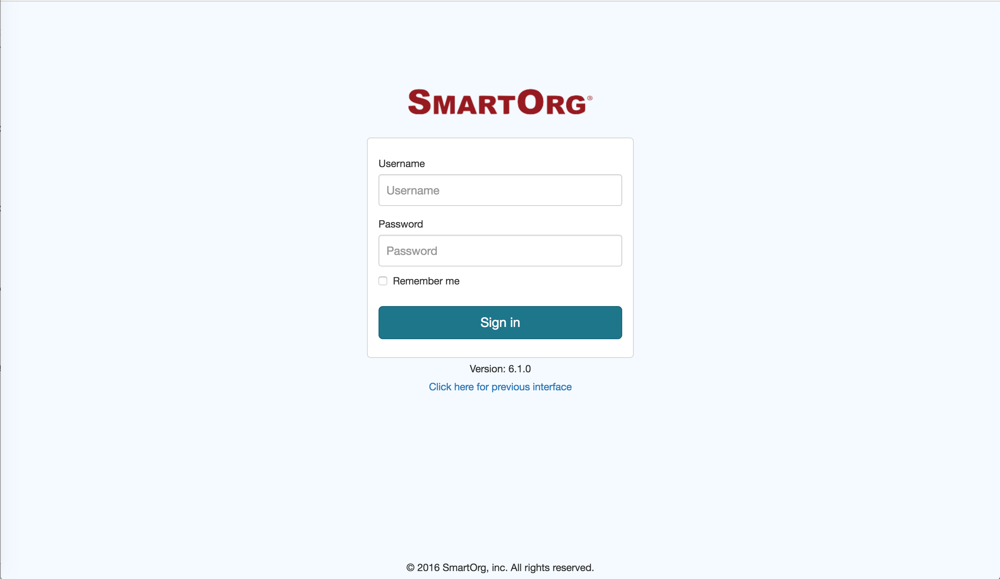 SMARTORG®
Username
Username
Password
Password
Remember me
Sign in
Version: 6.1.0
Click here for previous interface
© 2016 SmartOrg, inc. All rights reserved.